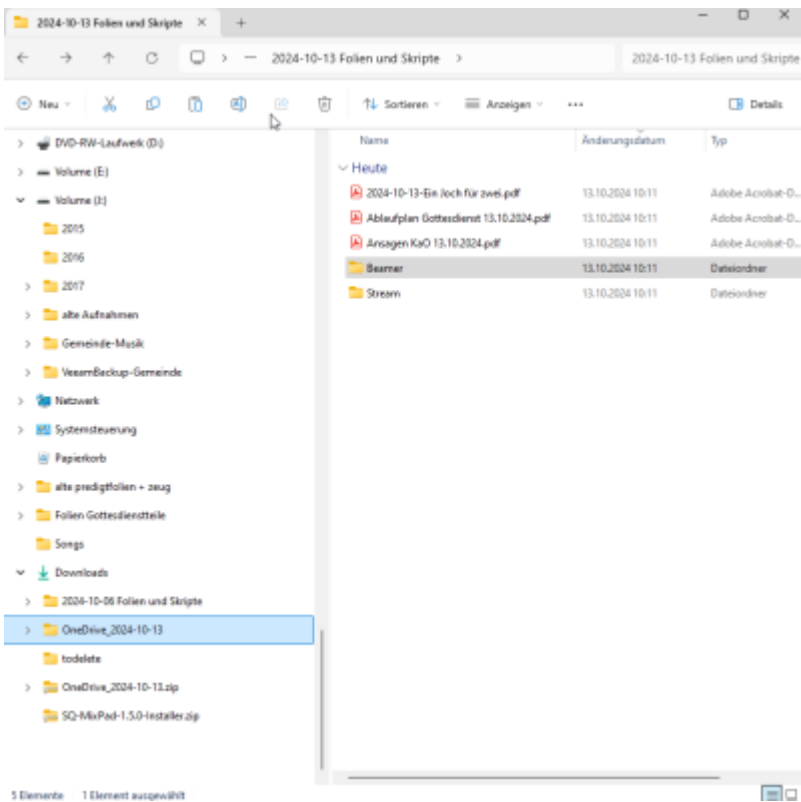 2024-10-13 Folien und Skripte
2024-10-13 Folien und Skripte
2024-10-13 Folien und Skripte
Neu
Sortieren
Anzeigen
Details
DVD-RW-Laufwerk (D:)
Volume (E:)
Volume (I:)
2015
2016
2017
alte Aufnahmen
Gemeinde-Musik
VeeamBackup-Gemeinde
Netzwerk
Systemsteuerung
Papierkorb
alte predigtfolien + zeug
Folien Gottesdienstteile
Songs
Downloads
2024-10-06 Folien und Skripte
OneDrive_2024-10-13
todelete
OneDrive_2024-10-13.zip
SQ-MixPad-1.5.0-Installer.zip
Name Änderungsdatum Typ
Heute
2024-10-13-Ein Joch für zwei.pdf 13.10.2024 10:11 Adobe Acrobat-D...
Ablaufplan Gottesdienst 13.10.2024.pdf 13.10.2024 10:11 Adobe Acrobat-D...
Ansagen KaO 13.10.2024.pdf 13.10.2024 10:11 Adobe Acrobat-D...
Beamer 13.10.2024 10:11 Dateiordner
Stream 13.10.2024 10:11 Dateiordner
5 Elemente 1 Element ausgewählt